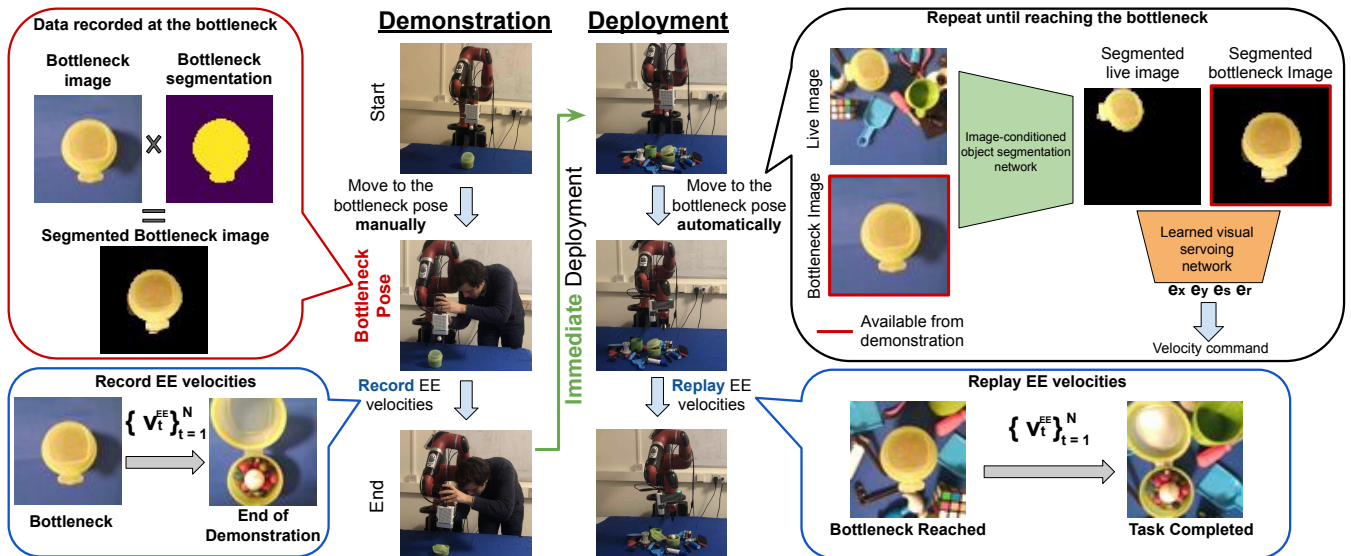 Data recorded at the bottleneck
Bottleneck
image
Bottleneck
segmentation
×
=
Segmented Bottleneck image
Record EE velocities
{ V_t^EE }_{t = 1}^N
Bottleneck
End of
Demonstration
Demonstration
Start
Move to the
bottleneck pose
manually
Bottleneck
Pose
Record EE
velocities
End
Immediate Deployment
Deployment
Move to the
bottleneck pose
automatically
Replay EE
velocities
Repeat until reaching the bottleneck
Live Image
Bottleneck Image
Image-conditioned
object segmentation
network
Segmented
live image
Segmented
bottleneck Image
Learned visual
servoing
network
ex ey es er
Velocity command
Available from
demonstration
Replay EE velocities
{ V_t^EE }_{t = 1}^N
Bottleneck Reached
Task Completed